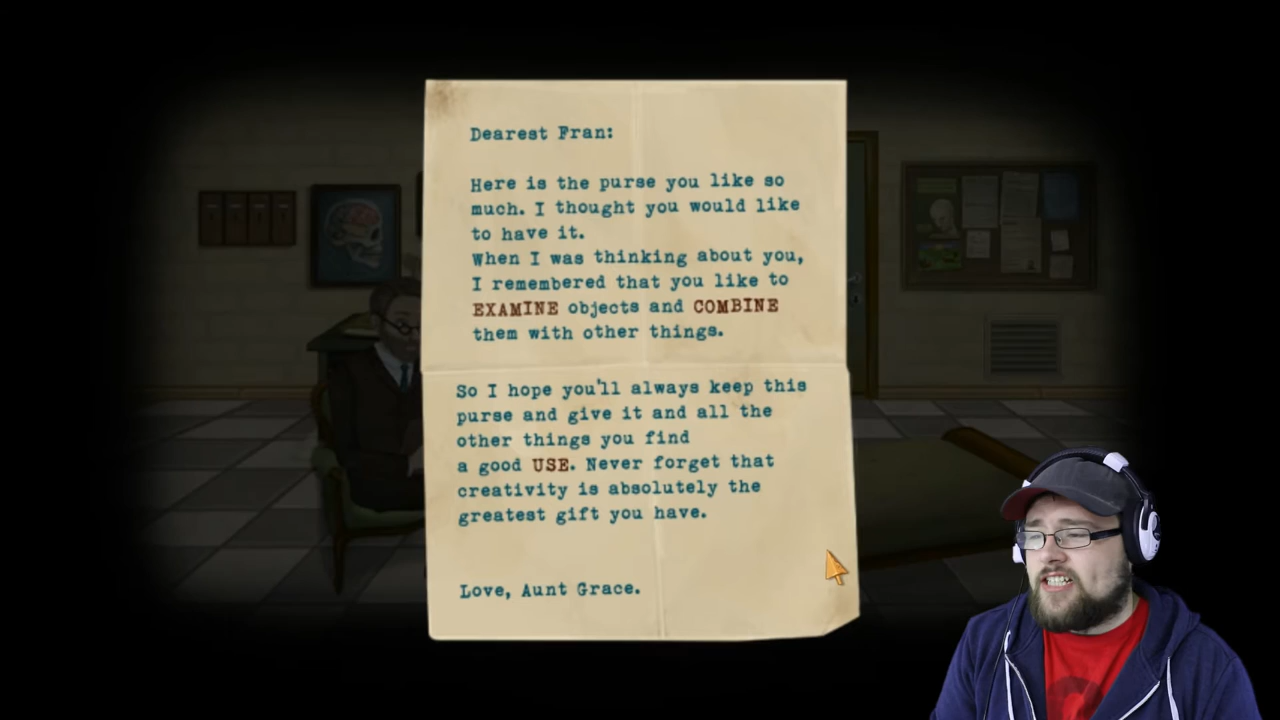 Dearest Fran:
Here is the purse you like so
much. I thought you would like
to have it.
When I was thinking about you,
I remembered that you like to
EXAMINE objects and COMBINE
them with other things.
So I hope you'll always keep this
purse and give it and all the
other things you find
a good USE. Never forget that
creativity is absolutely the
greatest gift you have.
Love, Aunt Grace.